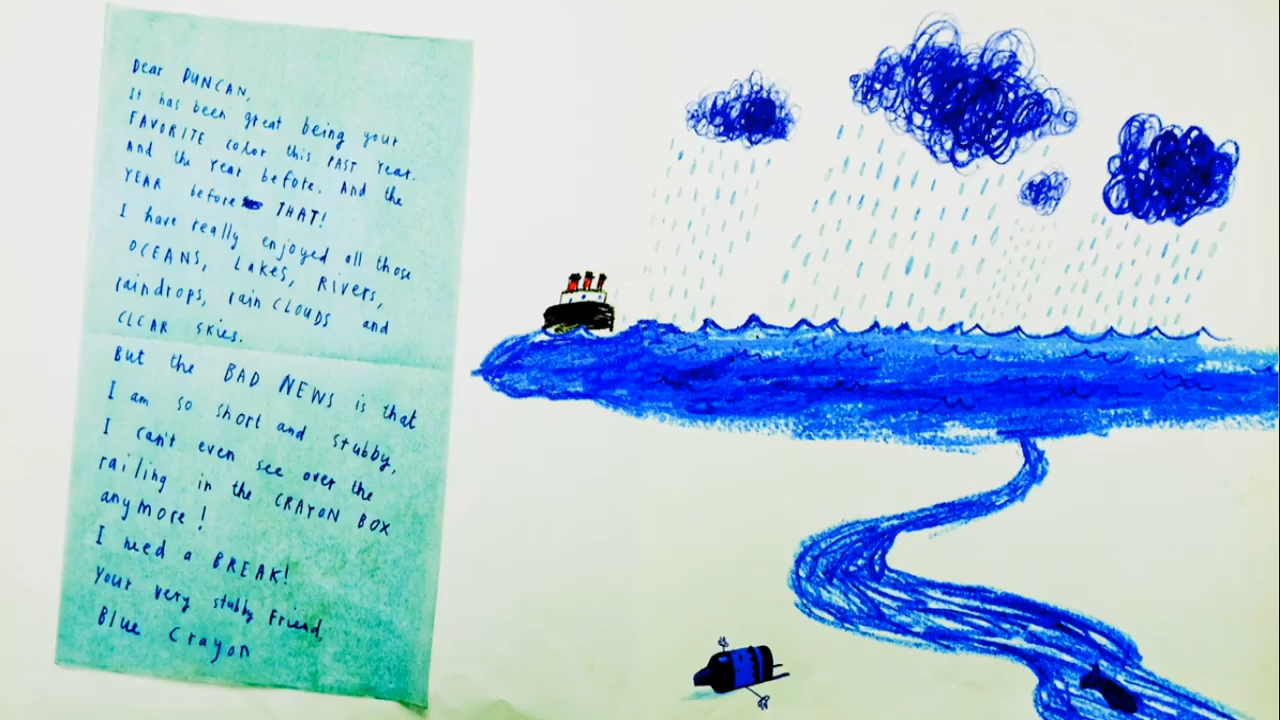 Dear DUNCAN,
It has been great being your
FAVORITE color this PAST year.
And the year before. And the
YEAR before THAT!
I have really enjoyed all those
OCEANS, Lakes, Rivers,
raindrops, rain CLOUDS and
CLEAR skies.
But the BAD NEWS is that
I am so short and stubby,
I can't even see over the
railing in the CRAYON BOX
anymore!
I need a BREAK!
Your very stubby friend,
Blue Crayon